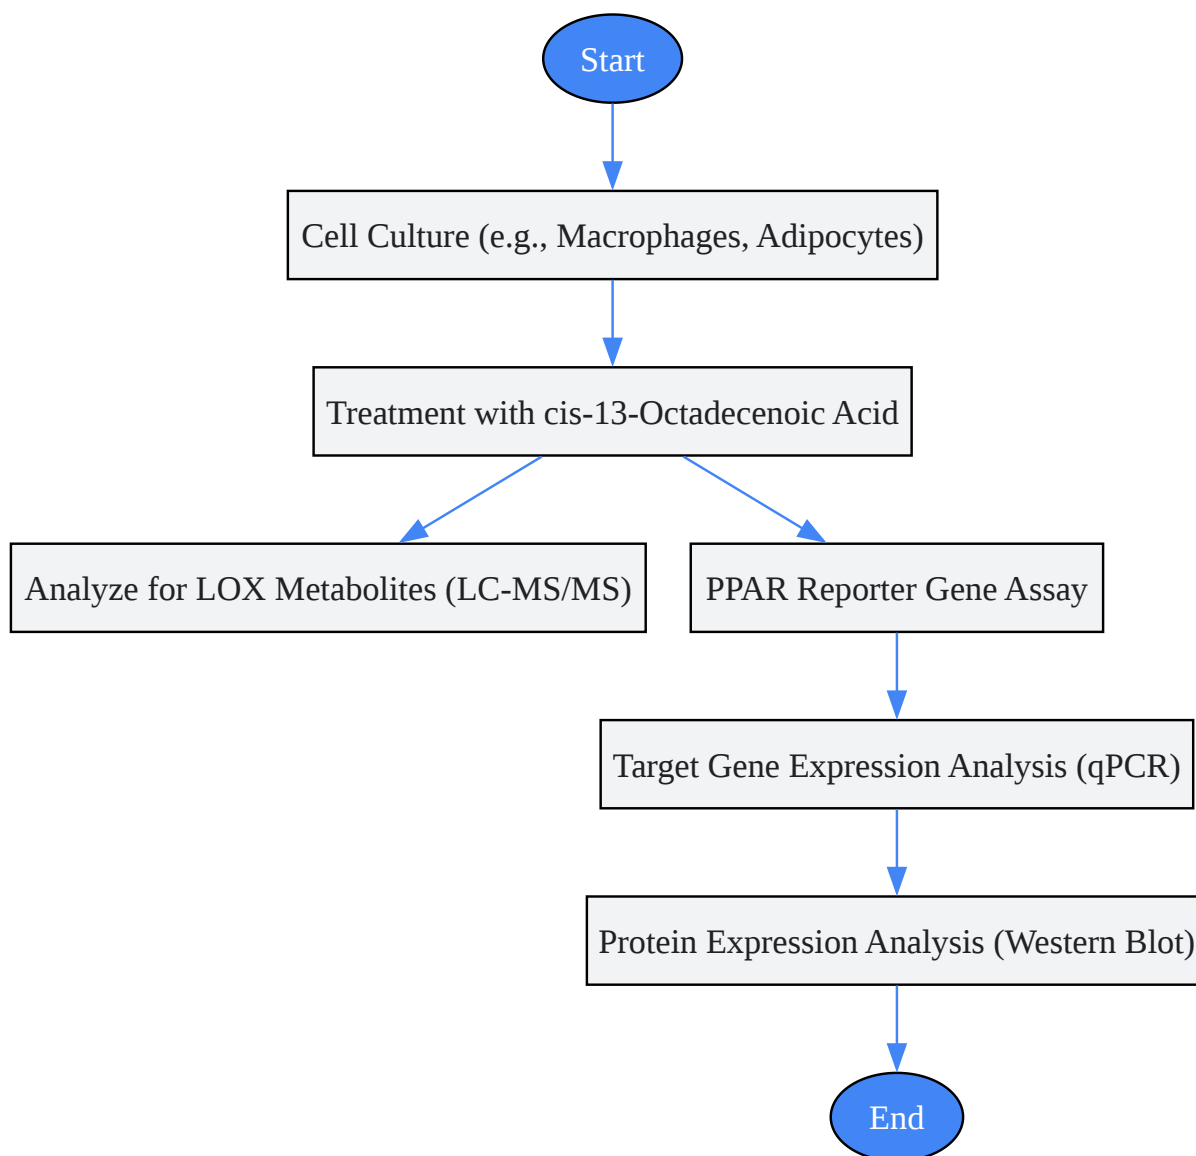 Start
Cell Culture (e.g., Macrophages, Adipocytes)
Treatment with cis-13-Octadecenoic Acid
Analyze for LOX Metabolites (LC-MS/MS)
PPAR Reporter Gene Assay
Target Gene Expression Analysis (qPCR)
Protein Expression Analysis (Western Blot)
End